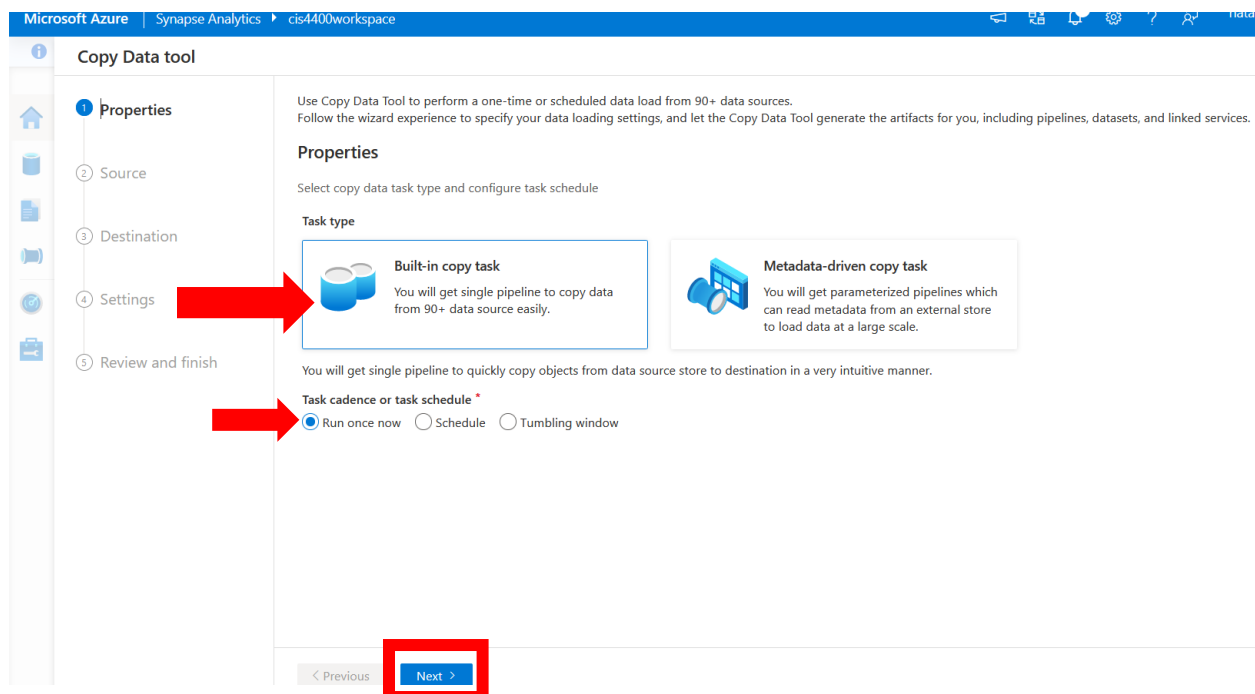 Microsoft Azure | Synapse Analytics cis4400workspace
Copy Data tool
1 Properties
2 Source
3 Destination
4 Settings
5 Review and finish
Use Copy Data Tool to perform a one-time or scheduled data load from 90+ data sources.
Follow the wizard experience to specify your data loading settings, and let the Copy Data Tool generate the artifacts for you, including pipelines, datasets, and linked services.
Properties
Select copy data task type and configure task schedule
Task type
Built-in copy task
You will get single pipeline to copy data
from 90+ data source easily.
Metadata-driven copy task
You will get parameterized pipelines which
can read metadata from an external store
to load data at a large scale.
You will get single pipeline to quickly copy objects from data source store to destination in a very intuitive manner.
Task cadence or task schedule *
Run once now Schedule Tumbling window
< Previous Next >